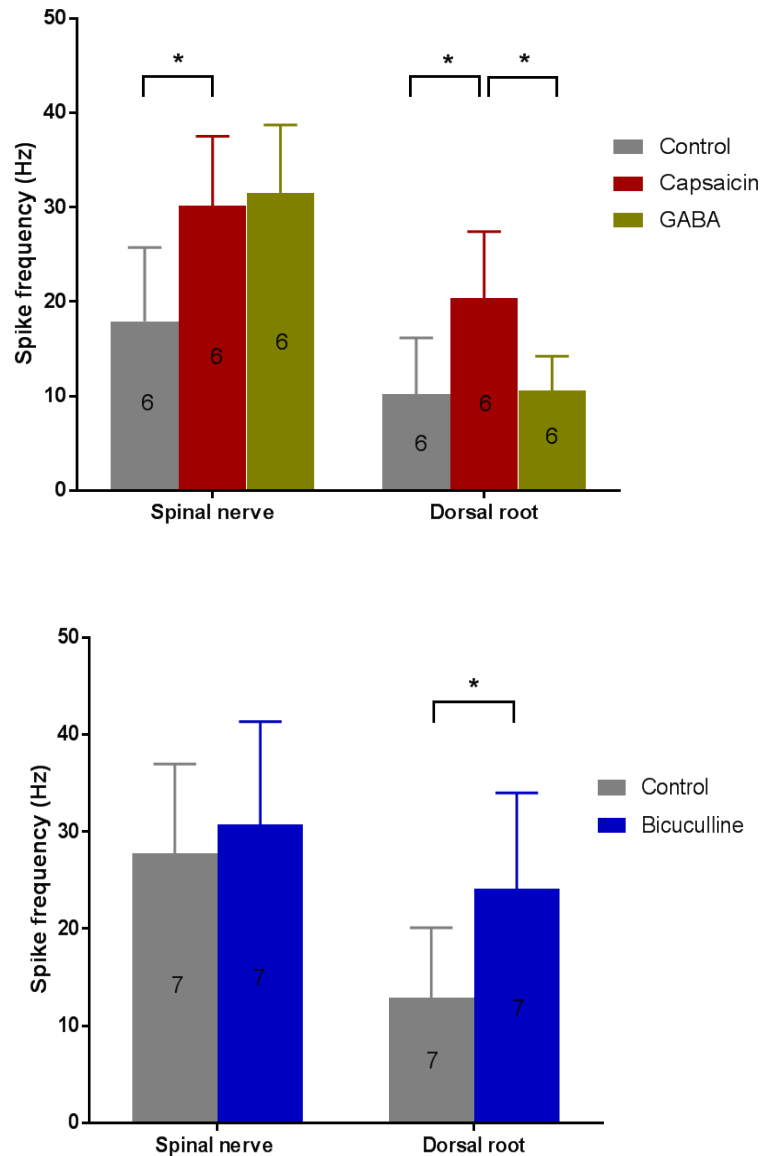 50
* * *
40
Control
Capsaicin
GABA
30
20
10
0
Spike frequency (Hz)
6 6 6 6 6 6
Spinal nerve Dorsal root
50
*
40
Control
Bicuculline
30
20
10
0
Spike frequency (Hz)
7 7 7 7
Spinal nerve Dorsal root